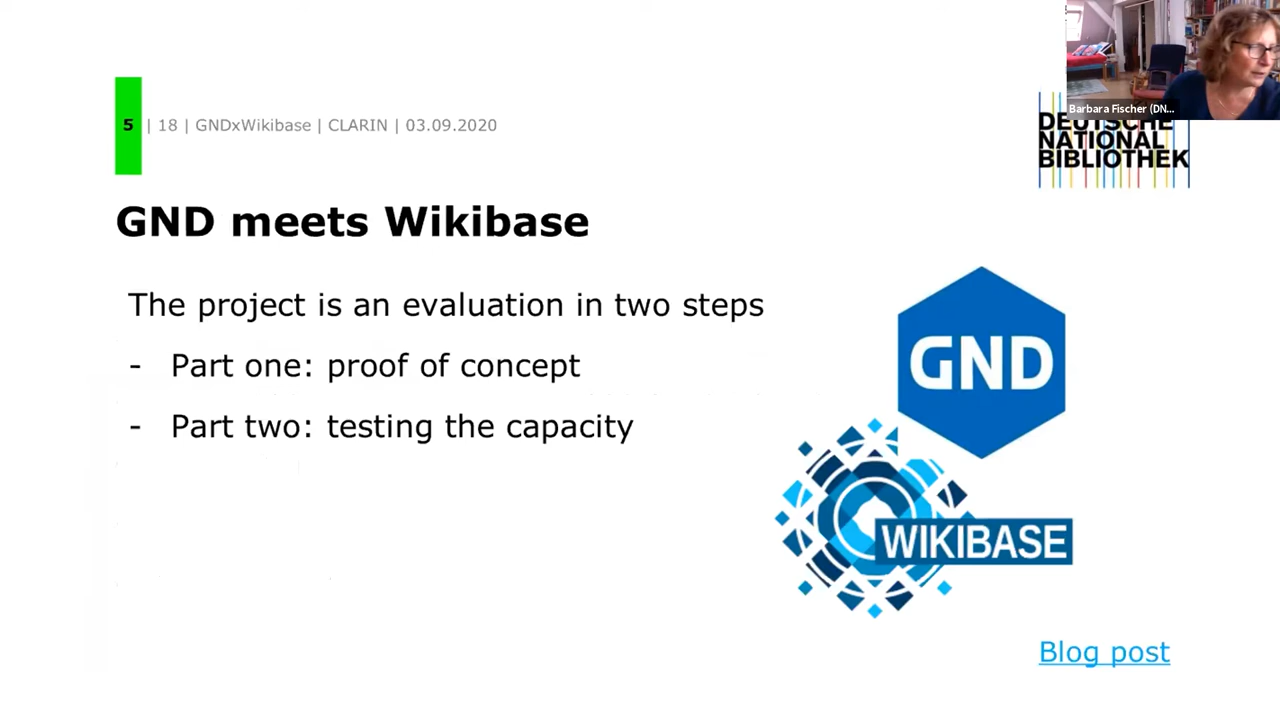 Barbara Fischer (DN...
5 | 18 | GNDxWikibase | CLARIN | 03.09.2020
DEUTSCHE
NATIONAL
BIBLIOTHEK
GND meets Wikibase
The project is an evaluation in two steps
- Part one: proof of concept
- Part two: testing the capacity
GND
WIKIBASE
Blog post